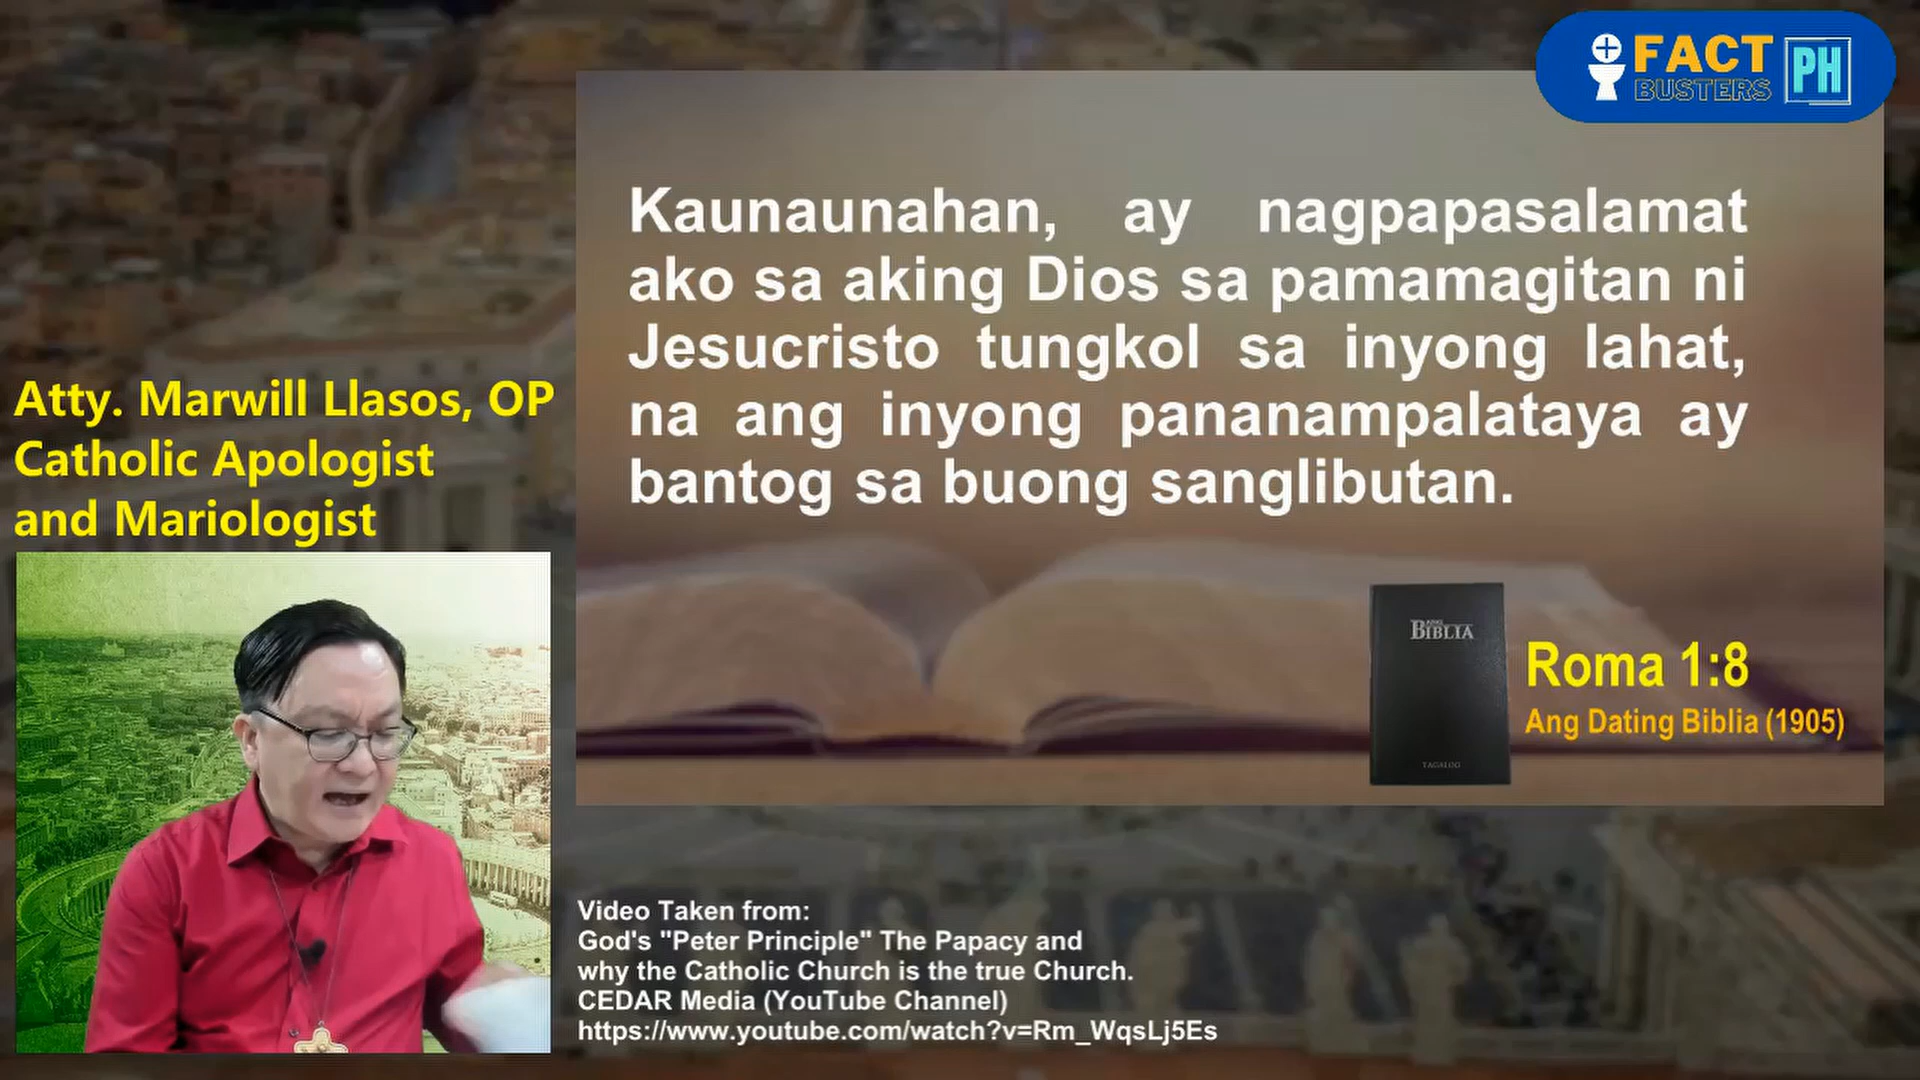 FACT
BUSTERS
PH
Kaunaunahan, ay nagpapasalamat
ako sa aking Dios sa pamamagitan ni
Jesucristo tungkol sa inyong lahat,
na ang inyong pananampalataya ay
bantog sa buong sanglibutan.
Atty. Marwill Llasos, OP
Catholic Apologist
and Mariologist
ANG
BIBLIA
TAGALOG
Roma 1:8
Ang Dating Biblia (1905)
Video Taken from:
God's "Peter Principle" The Papacy and
why the Catholic Church is the true Church.
CEDAR Media (YouTube Channel)
https://www.youtube.com/watch?v=Rm_WqsLj5Es